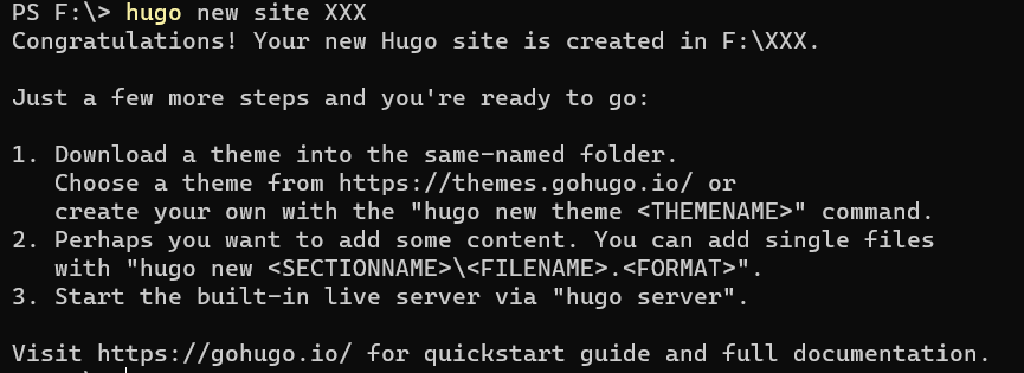 PS F:\> hugo new site XXX
Congratulations! Your new Hugo site is created in F:\XXX.
Just a few more steps and you're ready to go:
1. Download a theme into the same-named folder.
Choose a theme from https://themes.gohugo.io/ or
create your own with the "hugo new theme <THEMENAME>" command.
2. Perhaps you want to add some content. You can add single files
with "hugo new <SECTIONNAME>\<FILENAME>.<FORMAT>".
3. Start the built-in live server via "hugo server".
Visit https://gohugo.io/ for quickstart guide and full documentation.